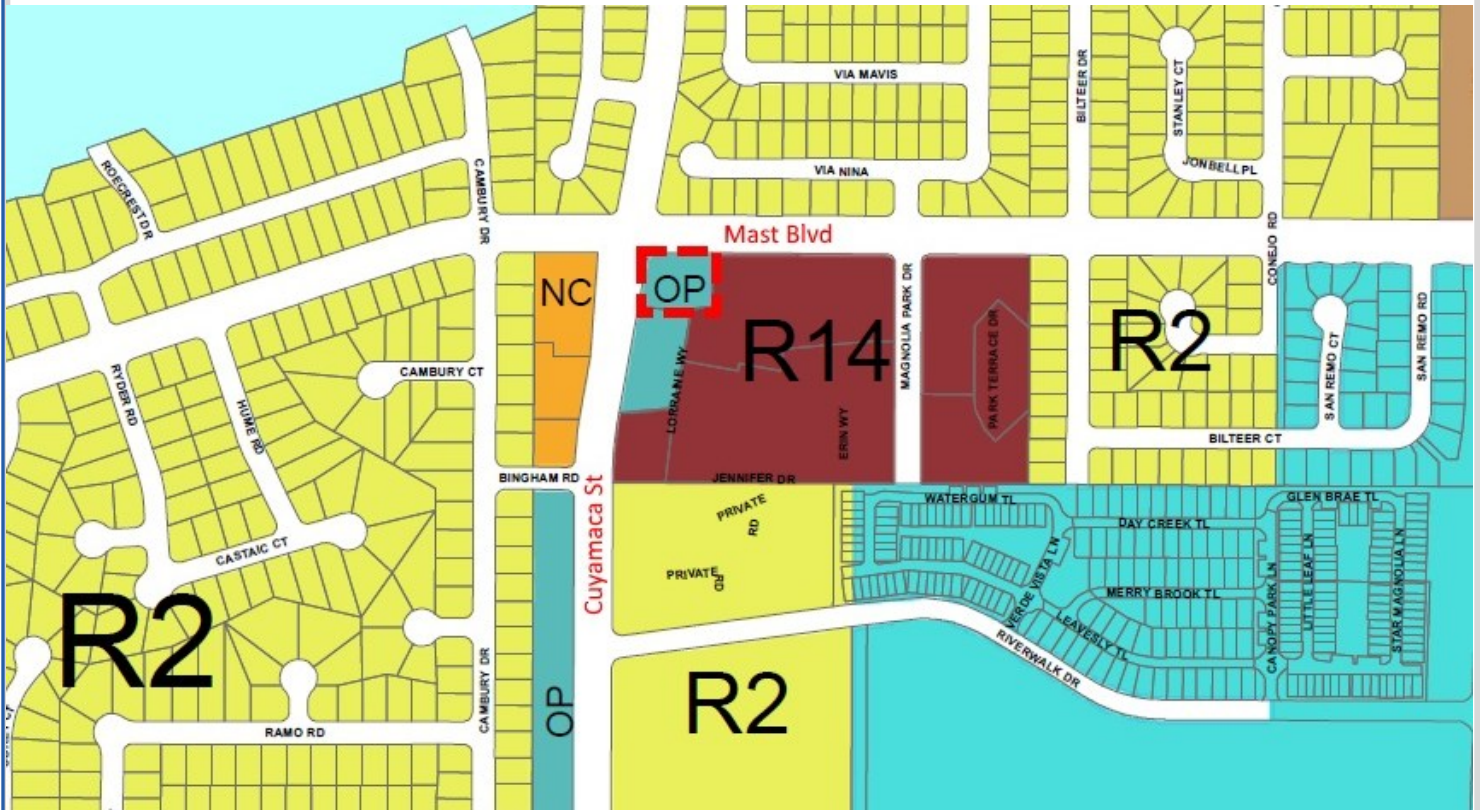 VIA MAVIS
BILTEER DR
STANLEY CT
ROECREST DR
CAMBURY DR
VIA NINA
JONBELL PL
Mast Blvd
CONEJO RD
NC
OP
R14
MAGNOLIA PARK DR
PARK TERRACE DR
R2
SAN REMO CT
SAN REMO RD
RYDER RD
HUME RD
CAMBURY CT
LORRAINE WY
ERIN WY
BILTEER CT
BINGHAM RD
Cuyamaca St
JENNIFER DR
PRIVATE
RD
WATERGUM TL
GLEN BRAE TL
DAY CREEK TL
CASTAIC CT
PRIVATE
RD
VERDE VISTA LN
MERRY BROOK TL
CANOPY PARK LN
LITTLE LEAF LN
STAR MAGNOLIA LN
LEAVESLY TL
RIVERWALK DR
R2
CAMBURY DR
OP
R2
RAMO RD